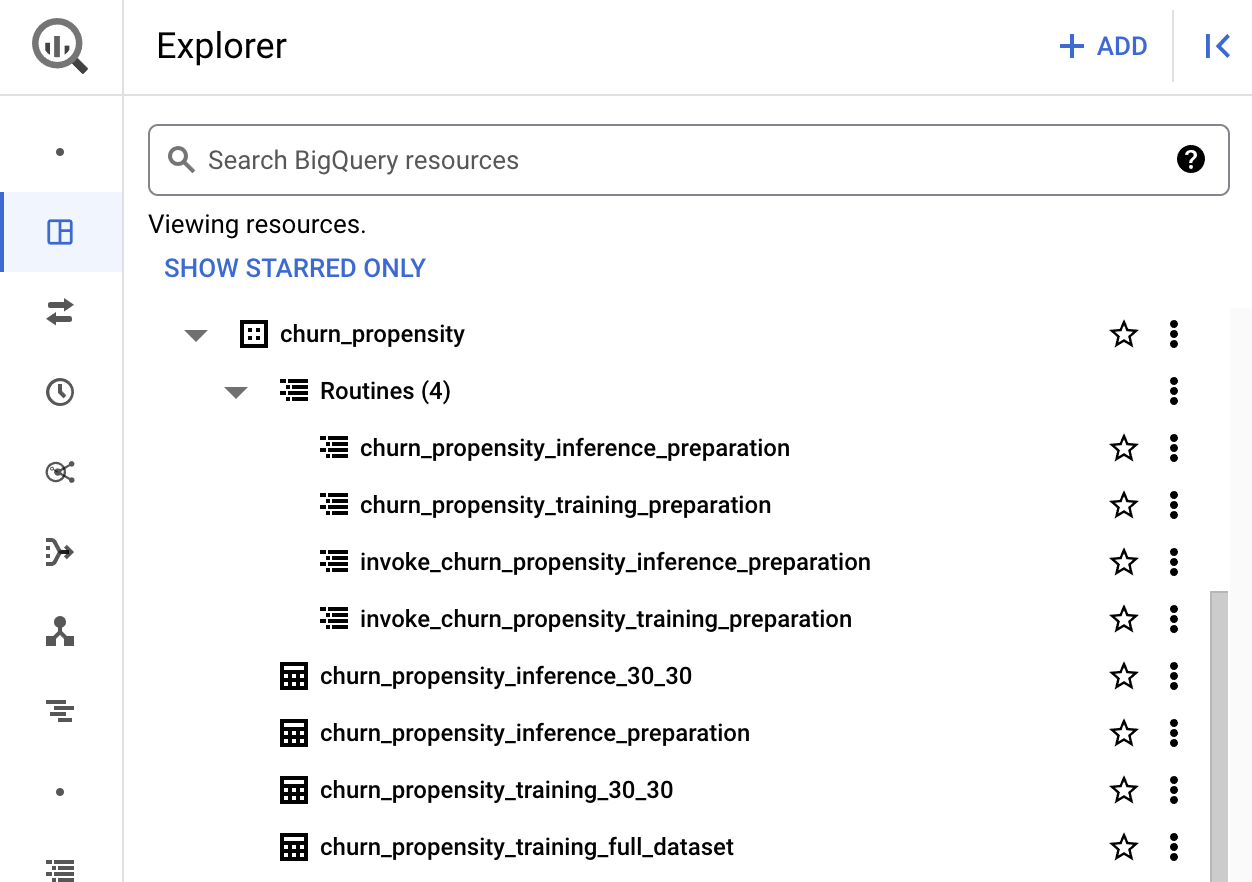 Explorer
ADD
Search BigQuery resources
Viewing resources.
SHOW STARRED ONLY
churn_propensity
Routines (4)
churn_propensity_inference_preparation
churn_propensity_training_preparation
invoke_churn_propensity_inference_preparation
invoke_churn_propensity_training_preparation
churn_propensity_inference_30_30
churn_propensity_inference_preparation
churn_propensity_training_30_30
churn_propensity_training_full_dataset